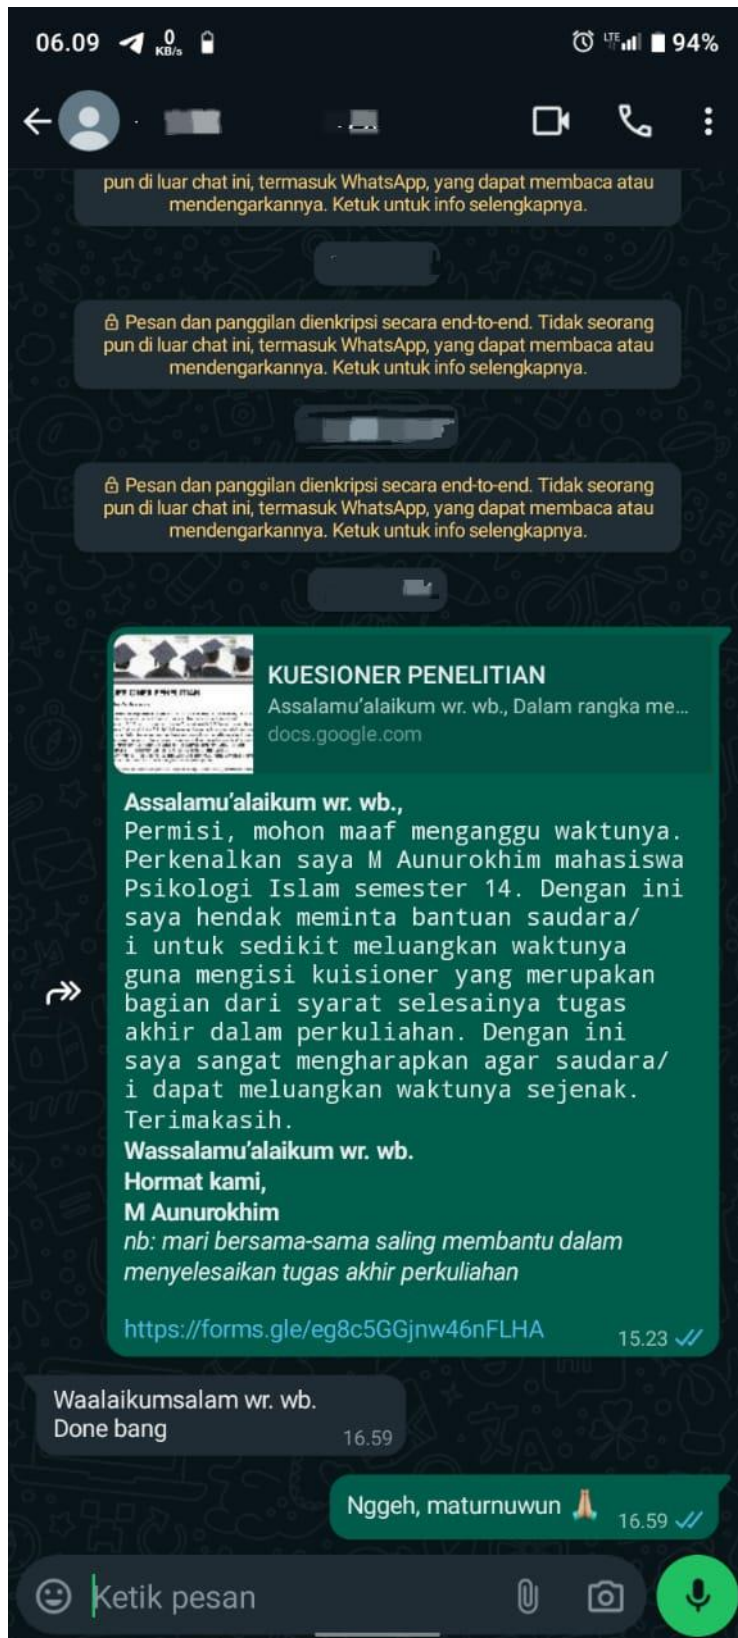 06.09 0 KB/s LTE 94%
pun di luar chat ini, termasuk WhatsApp, yang dapat membaca atau
mendengarkannya. Ketuk untuk info selengkapnya.
Pesan dan panggilan dienkripsi secara end-to-end. Tidak seorang
pun di luar chat ini, termasuk WhatsApp, yang dapat membaca atau
mendengarkannya. Ketuk untuk info selengkapnya.
Pesan dan panggilan dienkripsi secara end-to-end. Tidak seorang
pun di luar chat ini, termasuk WhatsApp, yang dapat membaca atau
mendengarkannya. Ketuk untuk info selengkapnya.
KUESIONER PENELITIAN
Assalamu'alaikum wr. wb., Dalam rangka me...
docs.google.com
Assalamu'alaikum wr. wb.,
Permisi, mohon maaf menganggu waktunya.
Perkenalkan saya M Aunurokhim mahasiswa
Psikologi Islam semester 14. Dengan ini
saya hendak meminta bantuan saudara/
i untuk sedikit meluangkan waktunya
guna mengisi kuisioner yang merupakan
bagian dari syarat selesainya tugas
akhir dalam perkuliahan. Dengan ini
saya sangat mengharapkan agar saudara/
i dapat meluangkan waktunya sejenak.
Terimakasih.
Wassalamu'alaikum wr. wb.
Hormat kami,
M Aunurokhim
nb: mari bersama-sama saling membantu dalam
menyelesaikan tugas akhir perkuliahan
https://forms.gle/eg8c5GGjnw46nFLHA 15.23
Waalaikumsalam wr. wb.
Done bang 16.59
Nggeh, maturnuwun 🙏 16.59
Ketik pesan